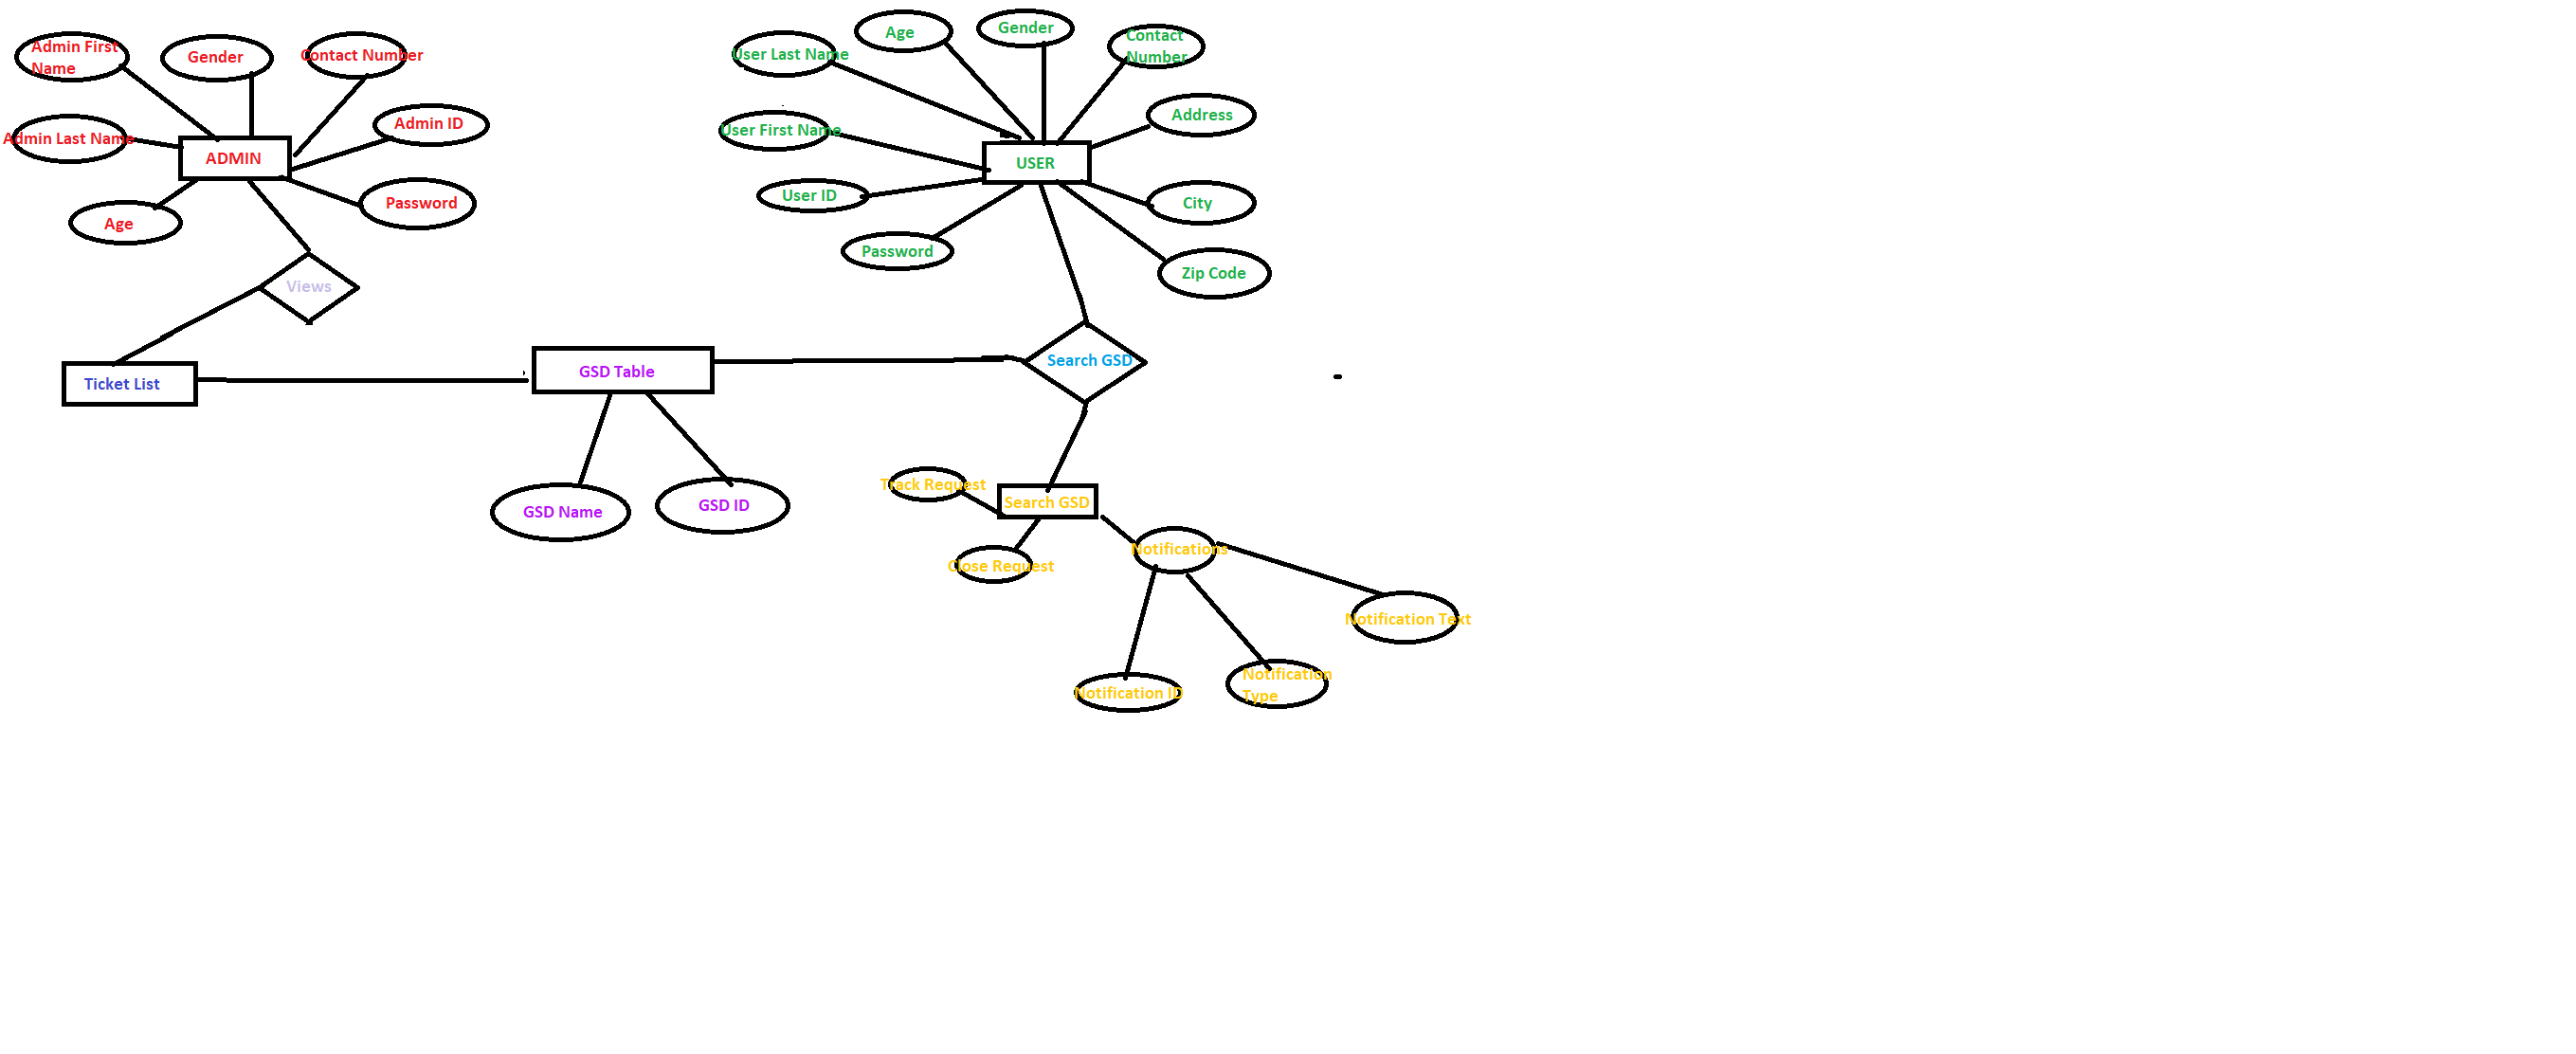 Admin First
Name
Gender
Contact Number
Admin ID
Admin Last Name
ADMIN
Password
Age
Views
Ticket List
User Last Name
Age
Gender
Contact
Number
Address
User First Name
USER
User ID
City
Password
Zip Code
GSD Table
Search GSD
GSD Name
GSD ID
Track Request
Search GSD
Close Request
Notifications
Notification Text
Notification ID
Notification
Type